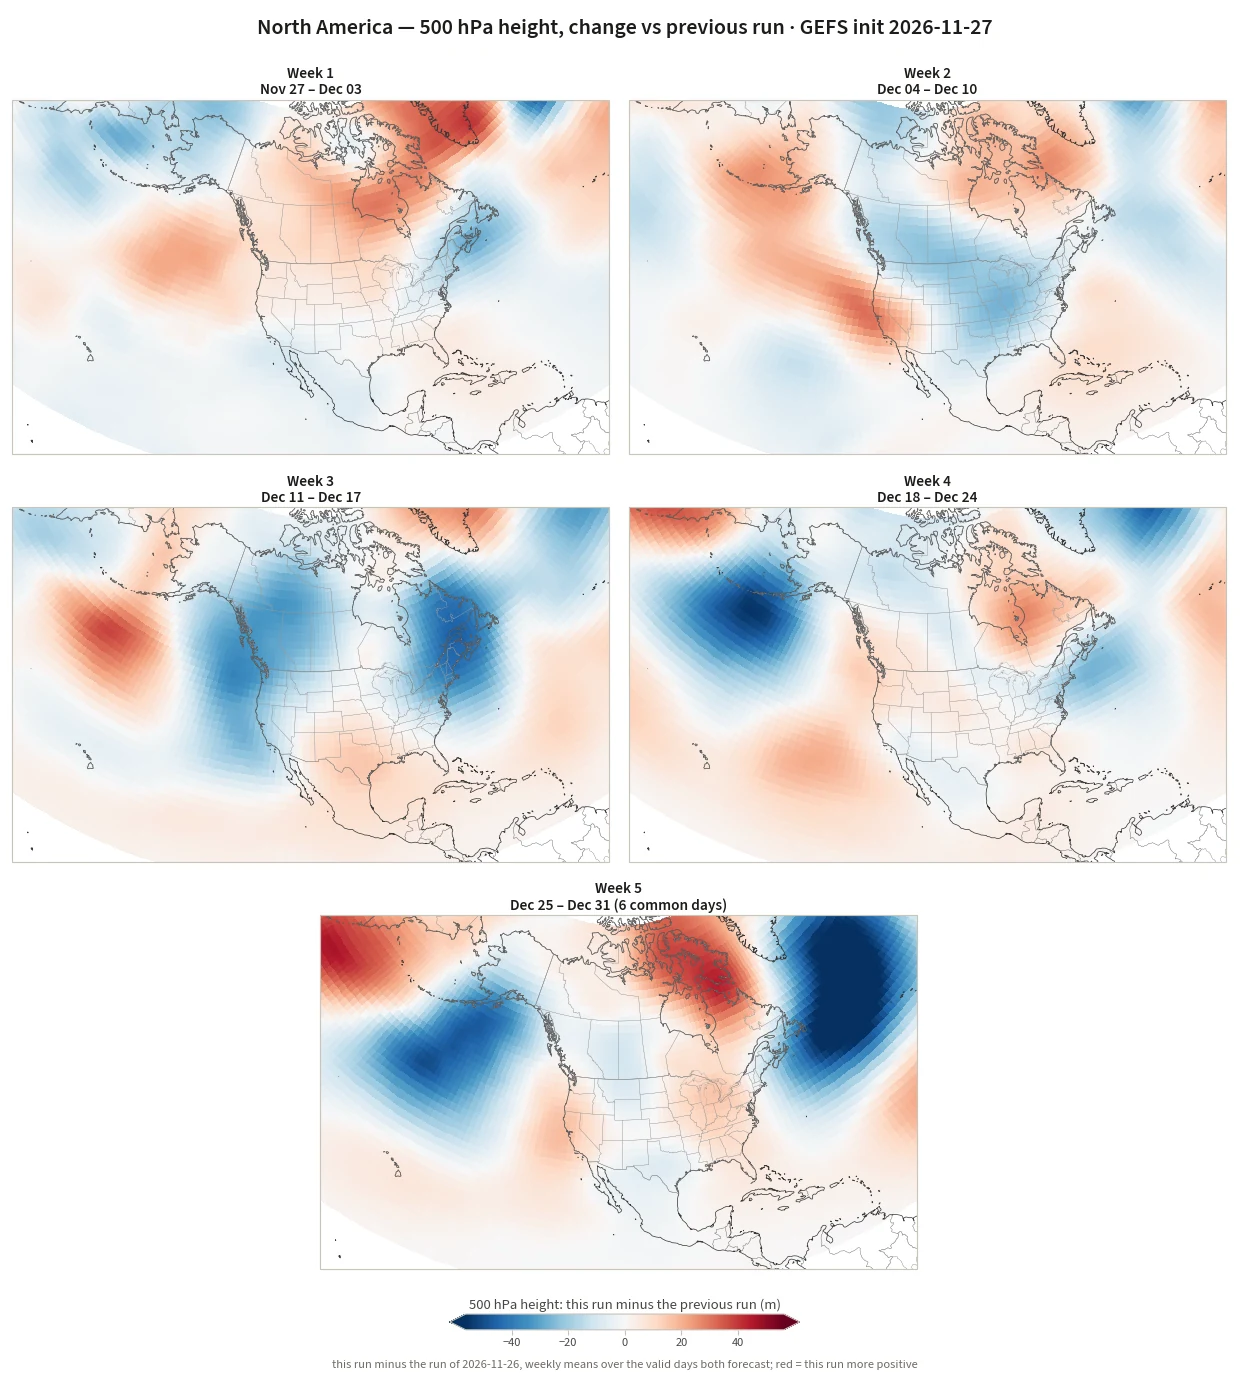 North America — 500 hPa height, change vs previous run · GEFS init 2026-11-27
Week 1
Nov 27 – Dec 03
Week 2
Dec 04 – Dec 10
Week 3
Dec 11 – Dec 17
Week 4
Dec 18 – Dec 24
Week 5
Dec 25 – Dec 31 (6 common days)
500 hPa height: this run minus the previous run (m)
−40 −20 0 20 40
this run minus the run of 2026-11-26, weekly means over the valid days both forecast; red = this run more positive